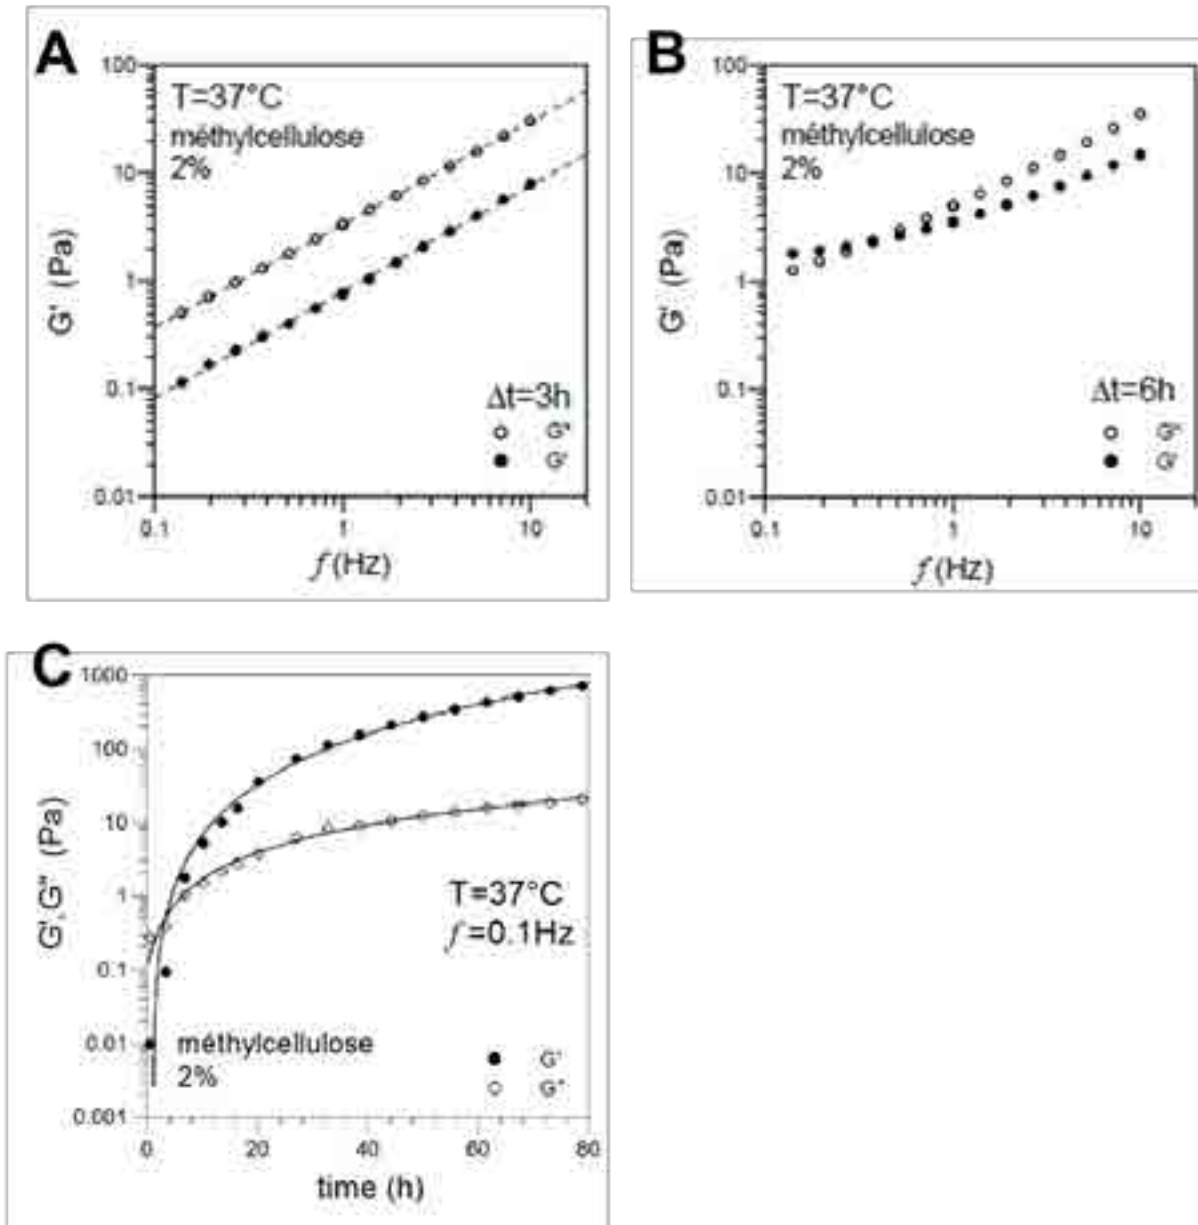 A
100
T=37°C
méthylcellulose
2%
10
G' (Pa)
1
0.1
Δt=3h
G"
G'
0.01
0.1
1
10
f(Hz)
B
100
T=37°C
méthylcellulose
2%
10
G' (Pa)
1
0.1
Δt=6h
G"
G'
0.01
0.1
1
10
f(Hz)
C
1000
100
G',G" (Pa)
10
1
T=37°C
f=0.1Hz
0.1
0.01
méthylcellulose
2%
G'
G"
0.001
0
20
40
60
80
time (h)